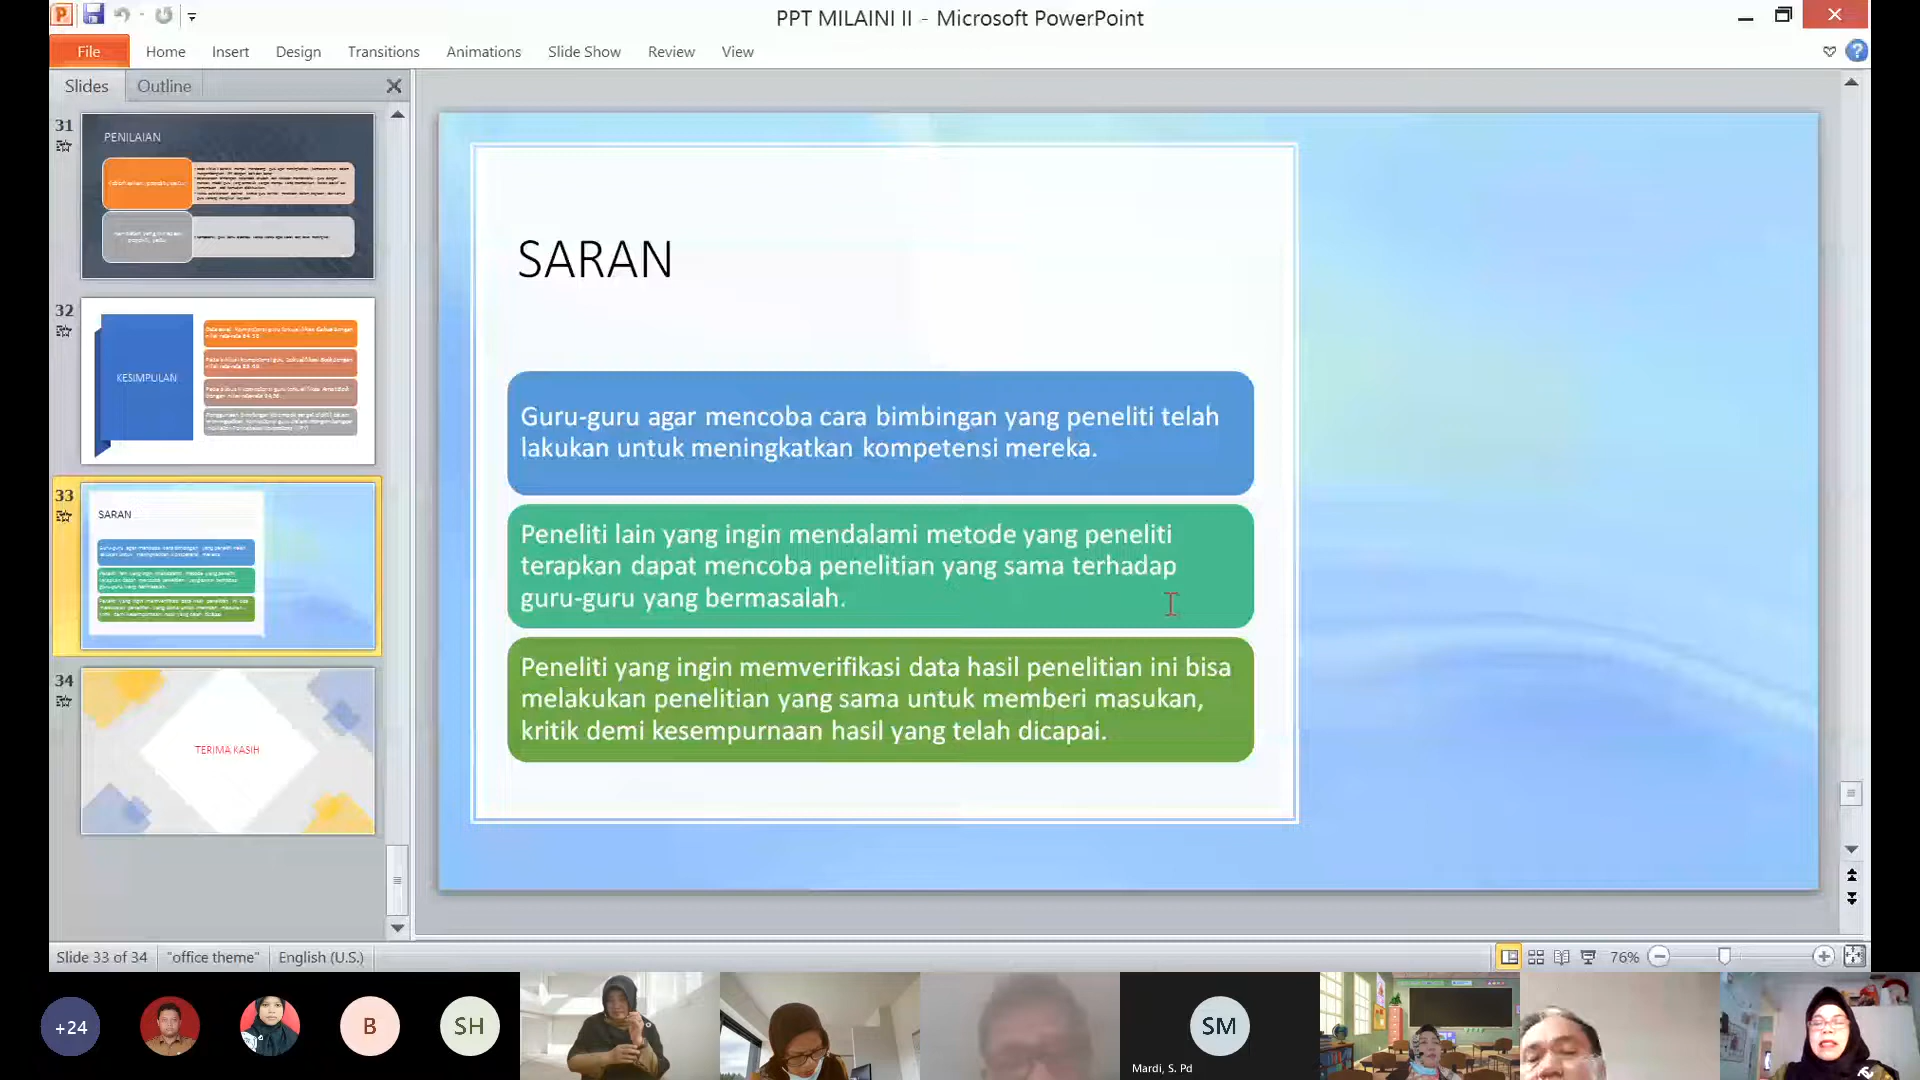 PPT MILAINI II - Microsoft PowerPoint
File Home Insert Design Transitions Animations Slide Show Review View
Slides Outline
31
PENILAIAN
32
KESIMPULAN
33
SARAN
34
TERIMA KASIH
SARAN
Guru-guru agar mencoba cara bimbingan yang peneliti telah
lakukan untuk meningkatkan kompetensi mereka.
Peneliti lain yang ingin mendalami metode yang peneliti
terapkan dapat mencoba penelitian yang sama terhadap
guru-guru yang bermasalah.
Peneliti yang ingin memverifikasi data hasil penelitian ini bisa
melakukan penelitian yang sama untuk memberi masukan,
kritik demi kesempurnaan hasil yang telah dicapai.
Slide 33 of 34 "office theme" English (U.S.) 76%
+24 B SH SM
Mardi, S. Pd